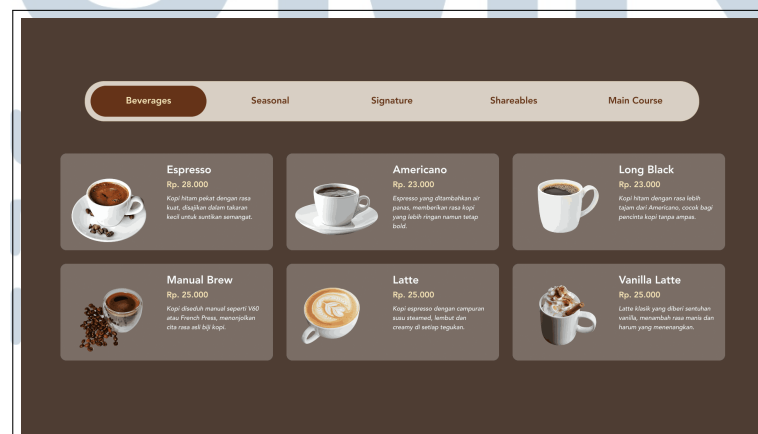 Beverages
Seasonal
Signature
Shareables
Main Course
Espresso
Rp. 28.000
Kopi hitam pekat dengan rasa
kuat, disajikan dalam takaran
kecil untuk suntikan semangat.
Americano
Rp. 23.000
Espresso yang ditambahkan air
panas, memberikan rasa kopi
yang lebih ringan namun tetap
bold.
Long Black
Rp. 23.000
Kopi hitam dengan rasa lebih
tajam dari Americano, cocok bagi
pencinta kopi tanpa ampas.
Manual Brew
Rp. 25.000
Kopi diseduh manual seperti V60
atau French Press, menonjolkan
cita rasa asli biji kopi.
Latte
Rp. 25.000
Kopi espresso dengan campuran
susu steamed, lembut dan
creamy di setiap tegukan.
Vanilla Latte
Rp. 25.000
Latte klasik yang diberi sentuhan
vanilla, menambah rasa manis dan
harum yang menenangkan.